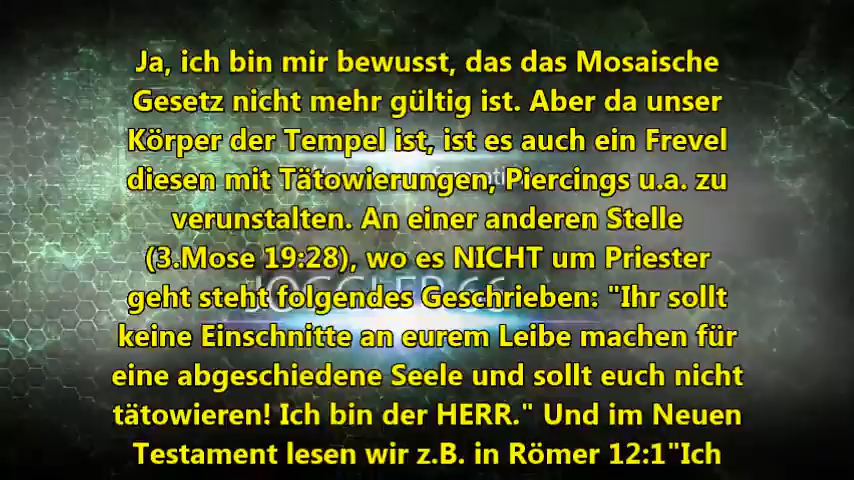 Ja, ich bin mir bewusst, das das Mosaische
Gesetz nicht mehr gültig ist. Aber da unser
Körper der Tempel ist, ist es auch ein Frevel
diesen mit Tätowierungen, Piercings u.a. zu
verunstalten. An einer anderen Stelle
(3.Mose 19:28), wo es NICHT um Priester
geht steht folgendes Geschrieben: "Ihr sollt
keine Einschnitte an eurem Leibe machen für
eine abgeschiedene Seele und sollt euch nicht
tätowieren! Ich bin der HERR." Und im Neuen
Testament lesen wir z.B. in Römer 12:1"Ich
JOGGLER66